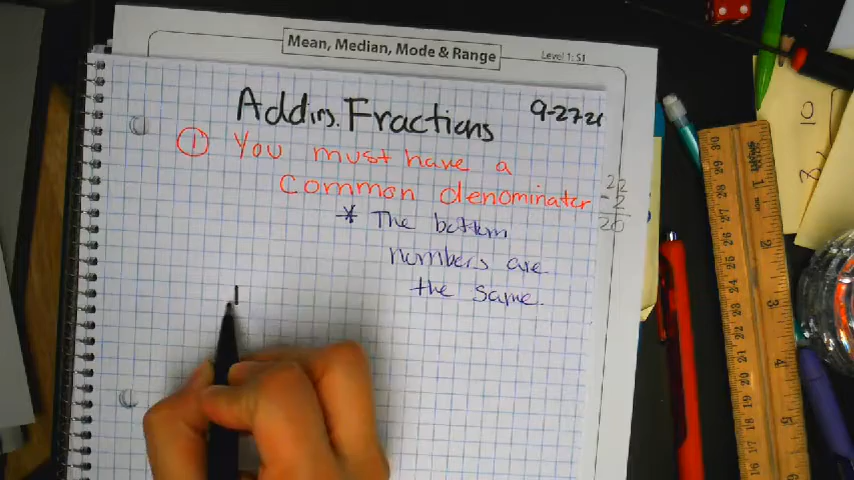 Mean, Median, Mode & Range
Level 1: S1
Adding Fractions
9-27-21
① You must have a
common denominator
* The bottom
numbers are
the same.
22
- 2
20
1